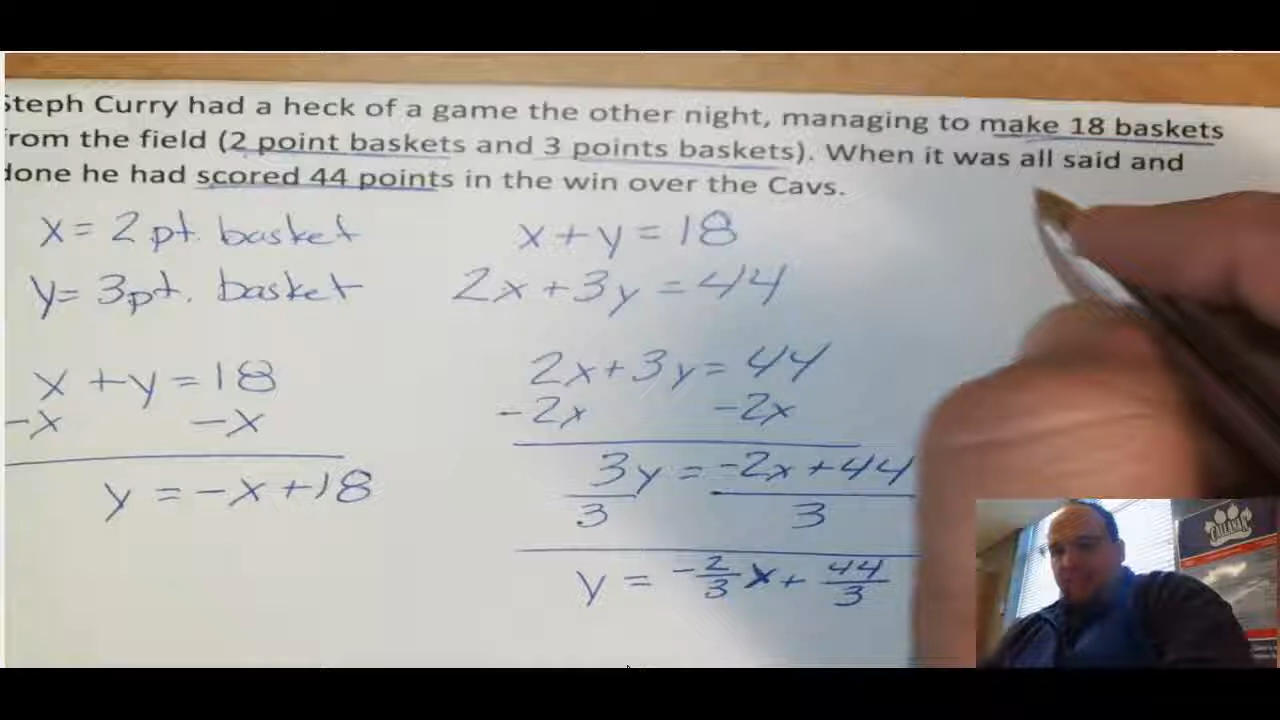 Steph Curry had a heck of a game the other night, managing to make 18 baskets
from the field (2 point baskets and 3 points baskets). When it was all said and
done he had scored 44 points in the win over the Cavs.
x = 2 pt. basket
y = 3pt. basket
x + y = 18
2x + 3y = 44
x + y = 18
-x -x
y = -x + 18
2x + 3y = 44
-2x -2x
3y = -2x + 44
3 3
y = -2/3 x + 44/3
CALLAHAN